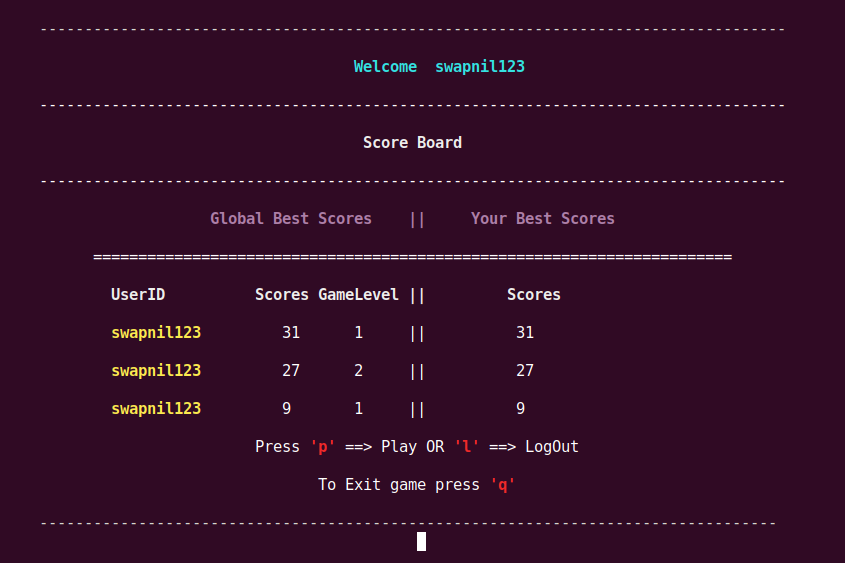 -----------------------------------------------------------------------------------
Welcome  swapnil123
-----------------------------------------------------------------------------------
Score Board
-----------------------------------------------------------------------------------
Global Best Scores    ||     Your Best Scores
=======================================================================
UserID          Scores GameLevel ||         Scores
swapnil123         31      1     ||          31
swapnil123         27      2     ||          27
swapnil123         9       1     ||          9
Press 'p' ==> Play OR 'l' ==> LogOut
To Exit game press 'q'
----------------------------------------------------------------------------------